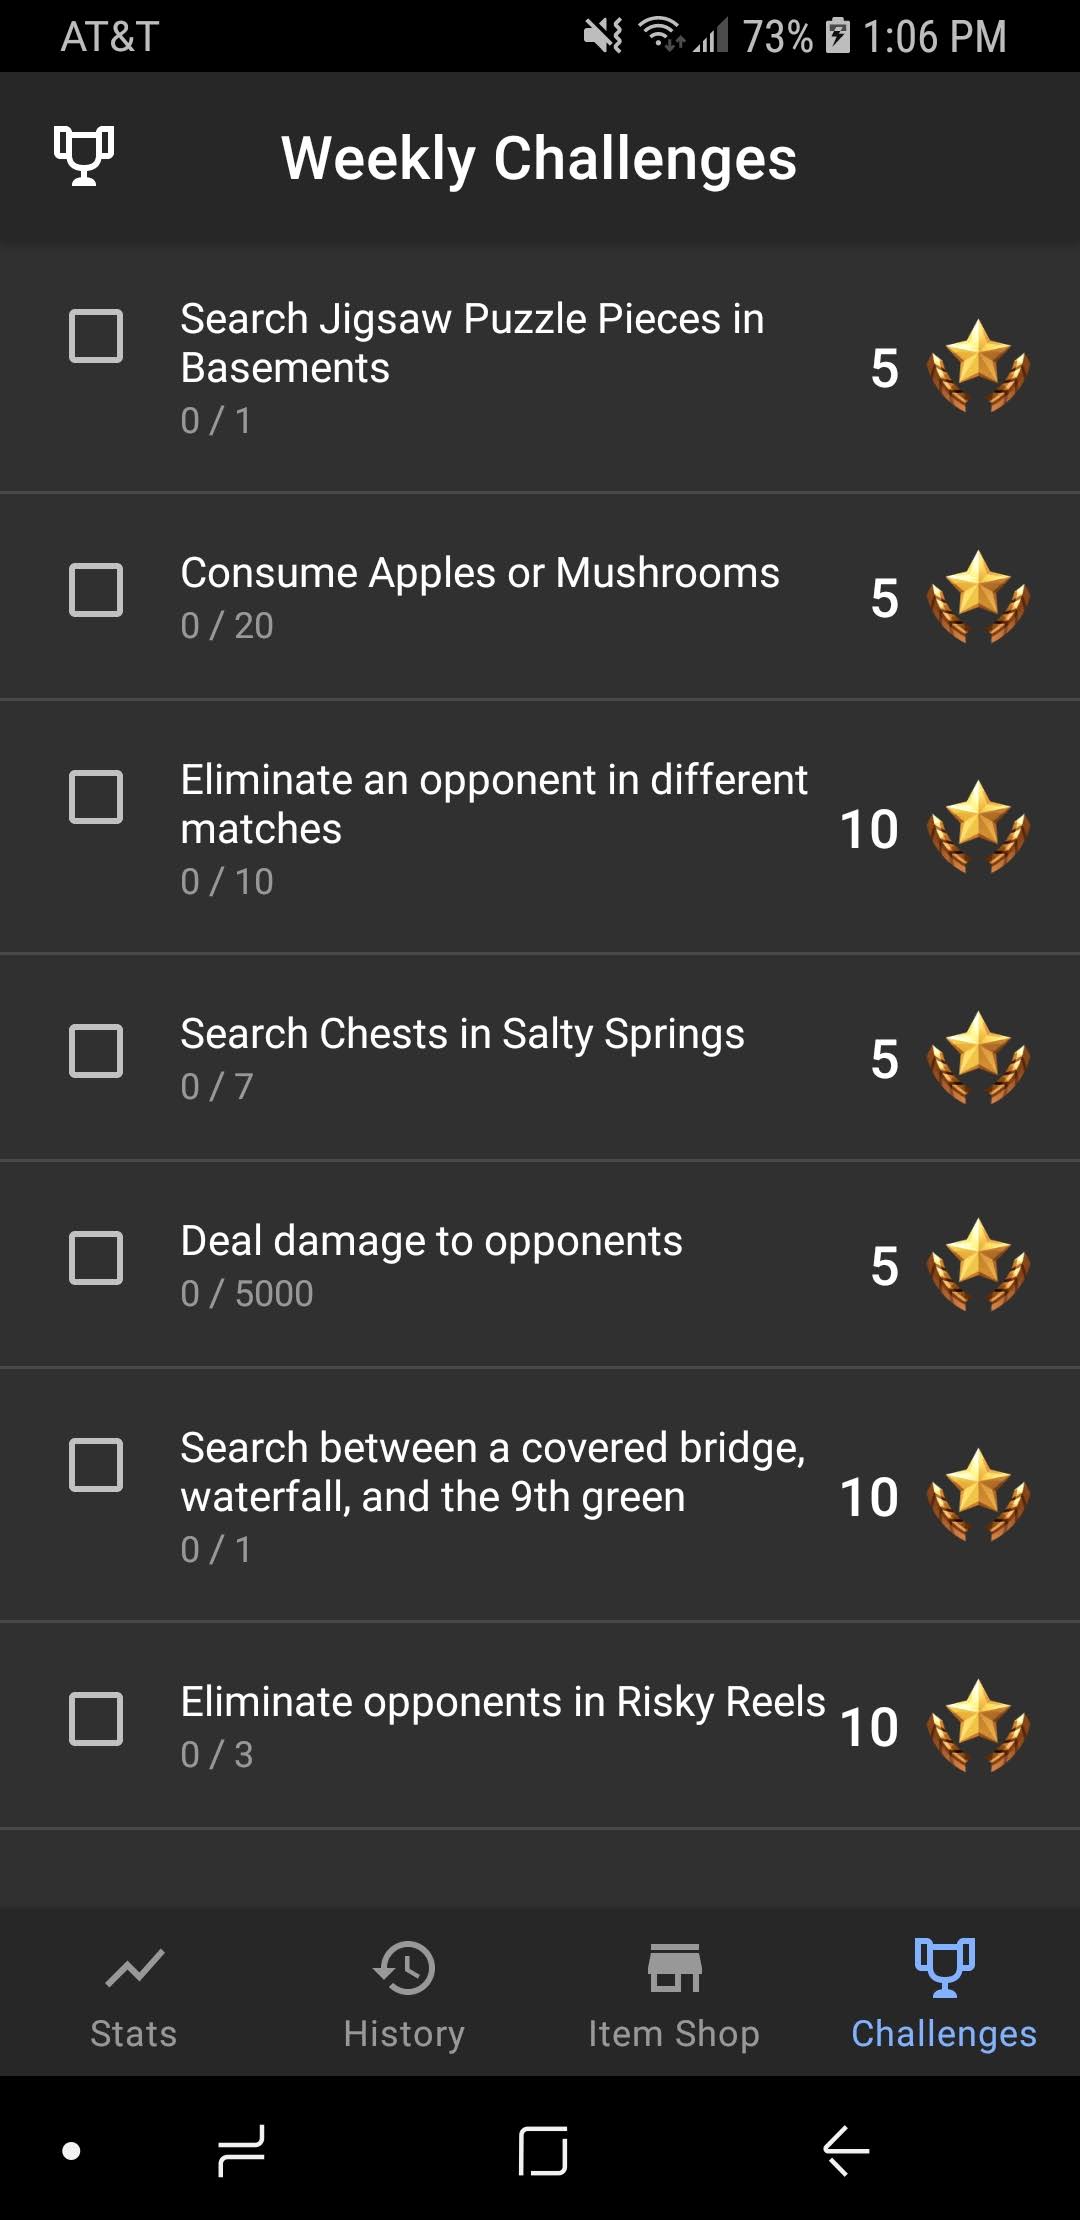 AT&T 73% 1:06 PM
Weekly Challenges
Search Jigsaw Puzzle Pieces in
Basements
0 / 1
5
Consume Apples or Mushrooms
0 / 20
5
Eliminate an opponent in different
matches
0 / 10
10
Search Chests in Salty Springs
0 / 7
5
Deal damage to opponents
0 / 5000
5
Search between a covered bridge,
waterfall, and the 9th green
0 / 1
10
Eliminate opponents in Risky Reels
0 / 3
10
Stats History Item Shop Challenges